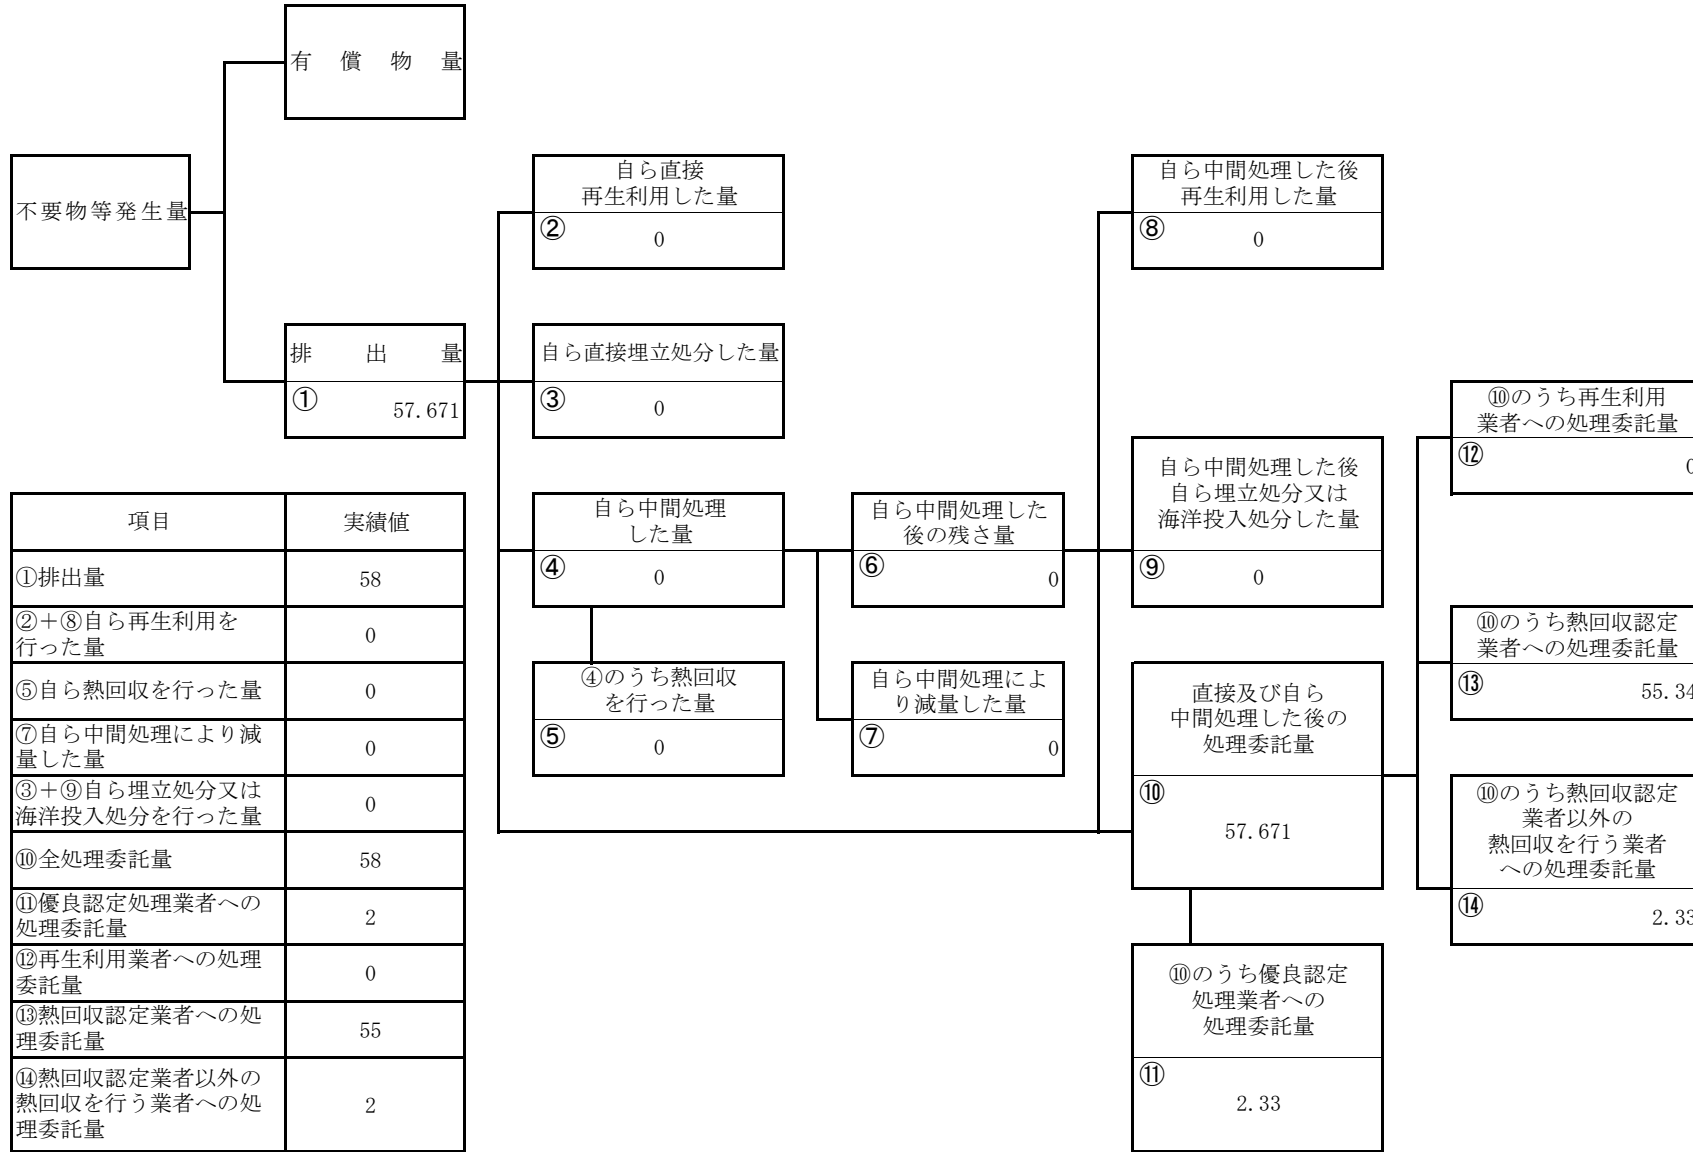 有償物量
不要物等発生量
排出量
① 57.671
自ら直接
再生利用した量
② 0
自ら直接埋立処分した量
③ 0
自ら中間処理
した量
④ 0
④のうち熱回収
を行った量
⑤ 0
自ら中間処理した
後の残さ量
⑥ 0
自ら中間処理によ
り減量した量
⑦ 0
自ら中間処理した後
再生利用した量
⑧ 0
自ら中間処理した後
自ら埋立処分又は
海洋投入処分した量
⑨ 0
直接及び自ら
中間処理した後の
処理委託量
⑩
57.671
⑩のうち優良認定
処理業者への
処理委託量
⑪
2.33
⑩のうち再生利用
業者への処理委託量
⑫ 0
⑩のうち熱回収認定
業者への処理委託量
⑬ 55.34
⑩のうち熱回収認定
業者以外の
熱回収を行う業者
への処理委託量
⑭ 2.33
項目 実績値
①排出量 58
②+⑧自ら再生利用を
行った量 0
⑤自ら熱回収を行った量 0
⑦自ら中間処理により減
量した量 0
③+⑨自ら埋立処分又は
海洋投入処分を行った量 0
⑩全処理委託量 58
⑪優良認定処理業者への
処理委託量 2
⑫再生利用業者への処理
委託量 0
⑬熱回収認定業者への処
理委託量 55
⑭熱回収認定業者以外の
熱回収を行う業者への処
理委託量 2